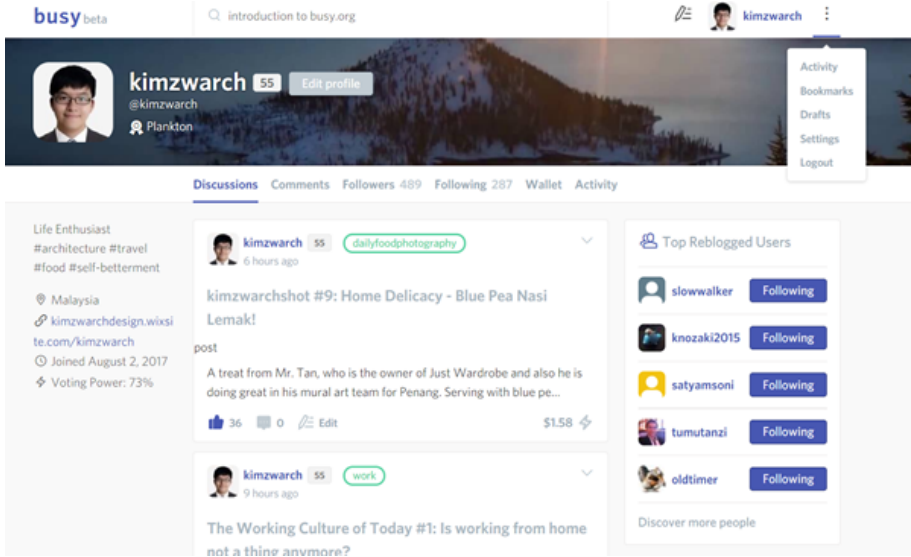 busy beta
introduction to busy.org
kimzwarch
Activity
Bookmarks
Drafts
Settings
Logout
kimzwarch 55 Edit profile
@kimzwarch
Plankton
Discussions Comments Followers 489 Following 287 Wallet Activity
Life Enthusiast
#architecture #travel
#food #self-betterment
Malaysia
kimzwarchdesign.wixsi
te.com/kimzwarch
Joined August 2, 2017
Voting Power: 73%
kimzwarch 55 dailyfoodphotography
6 hours ago
kimzwarchshot #9: Home Delicacy - Blue Pea Nasi
Lemak!
post
A treat from Mr. Tan, who is the owner of Just Wardrobe and also he is
doing great in his mural art team for Penang. Serving with blue pe...
36 0 Edit $1.58
kimzwarch 55 work
9 hours ago
The Working Culture of Today #1: Is working from home
not a thing anymore?
Top Reblogged Users
slowwalker Following
knozaki2015 Following
satyamsoni Following
tumutanzi Following
oldtimer Following
Discover more people